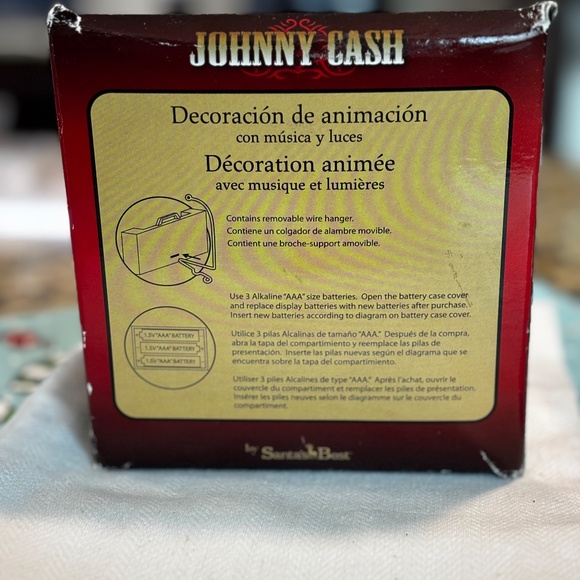 JOHNNY CASH
Decoración de animación
con música y luces
Décoration animée
avec musique et lumières
Contains removable wire hanger.
Contiene un colgador de alambre movible.
Contient une broche-support amovible.
Use 3 Alkaline "AAA" size batteries. Open the battery case cover
and replace display batteries with new batteries after purchase.
Insert new batteries according to diagram on battery case cover.
1.5V "AAA" BATTERY
1.5V "AAA" BATTERY
1.5V "AAA" BATTERY
Utilice 3 pilas Alcalinas de tamaño "AAA." Después de la compra,
abra la tapa del compartimiento y reemplace las pilas de
presentación. Inserte las pilas nuevas según el diagrama que se
encuentra sobre la tapa del compartimiento.
Utiliser 3 piles Alcalines de type "AAA." Après l'achat, ouvrir le
couvercle du compartiment et remplacer les piles de présentation.
Insérer les piles neuves selon le diagramme sur le couvercle du
compartiment.
by Santa's Best